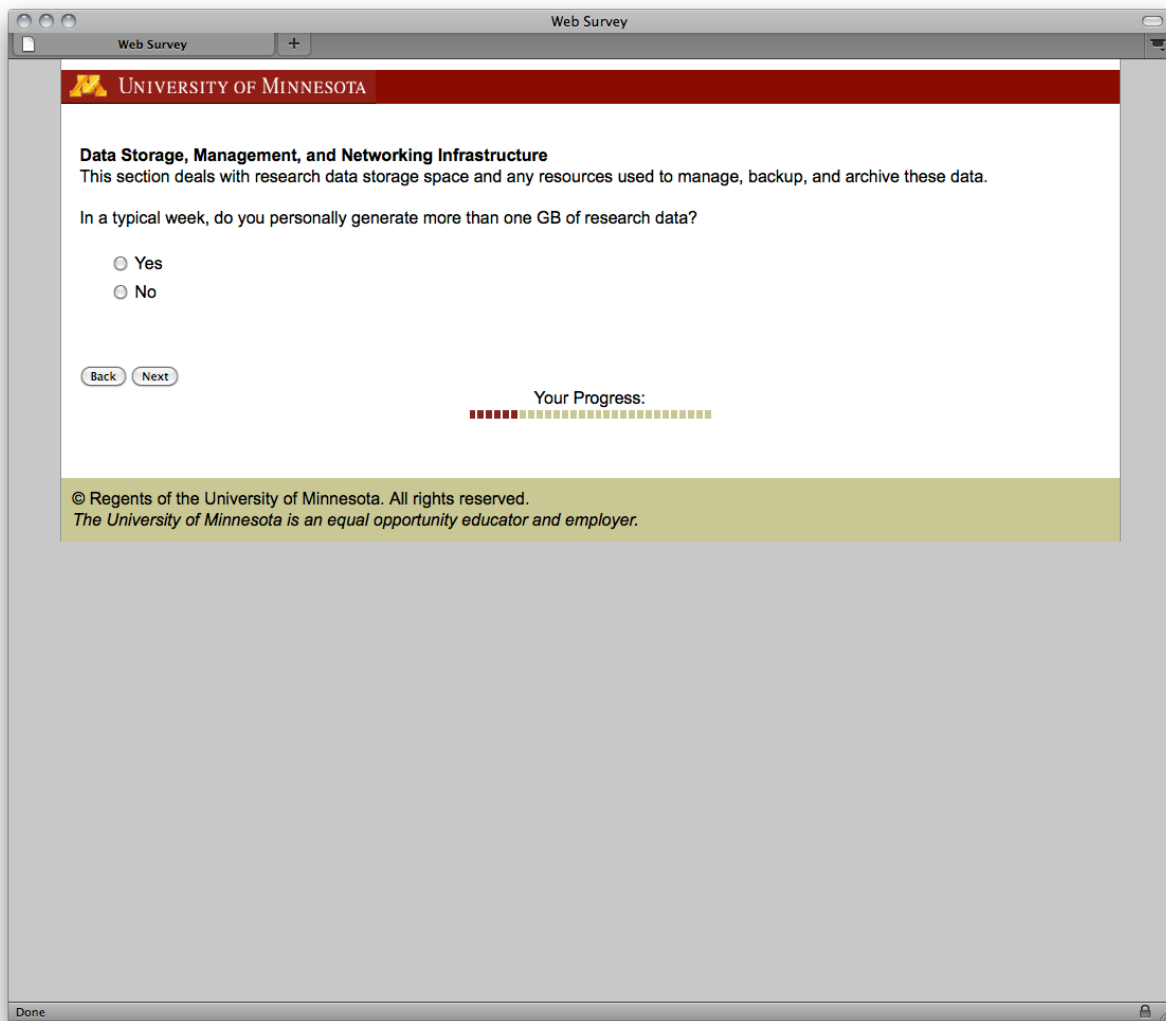 Web Survey
Web Survey
UNIVERSITY OF MINNESOTA
Data Storage, Management, and Networking Infrastructure
This section deals with research data storage space and any resources used to manage, backup, and archive these data.
In a typical week, do you personally generate more than one GB of research data?
Yes
No
Back Next
Your Progress:
© Regents of the University of Minnesota. All rights reserved.
The University of Minnesota is an equal opportunity educator and employer.
Done